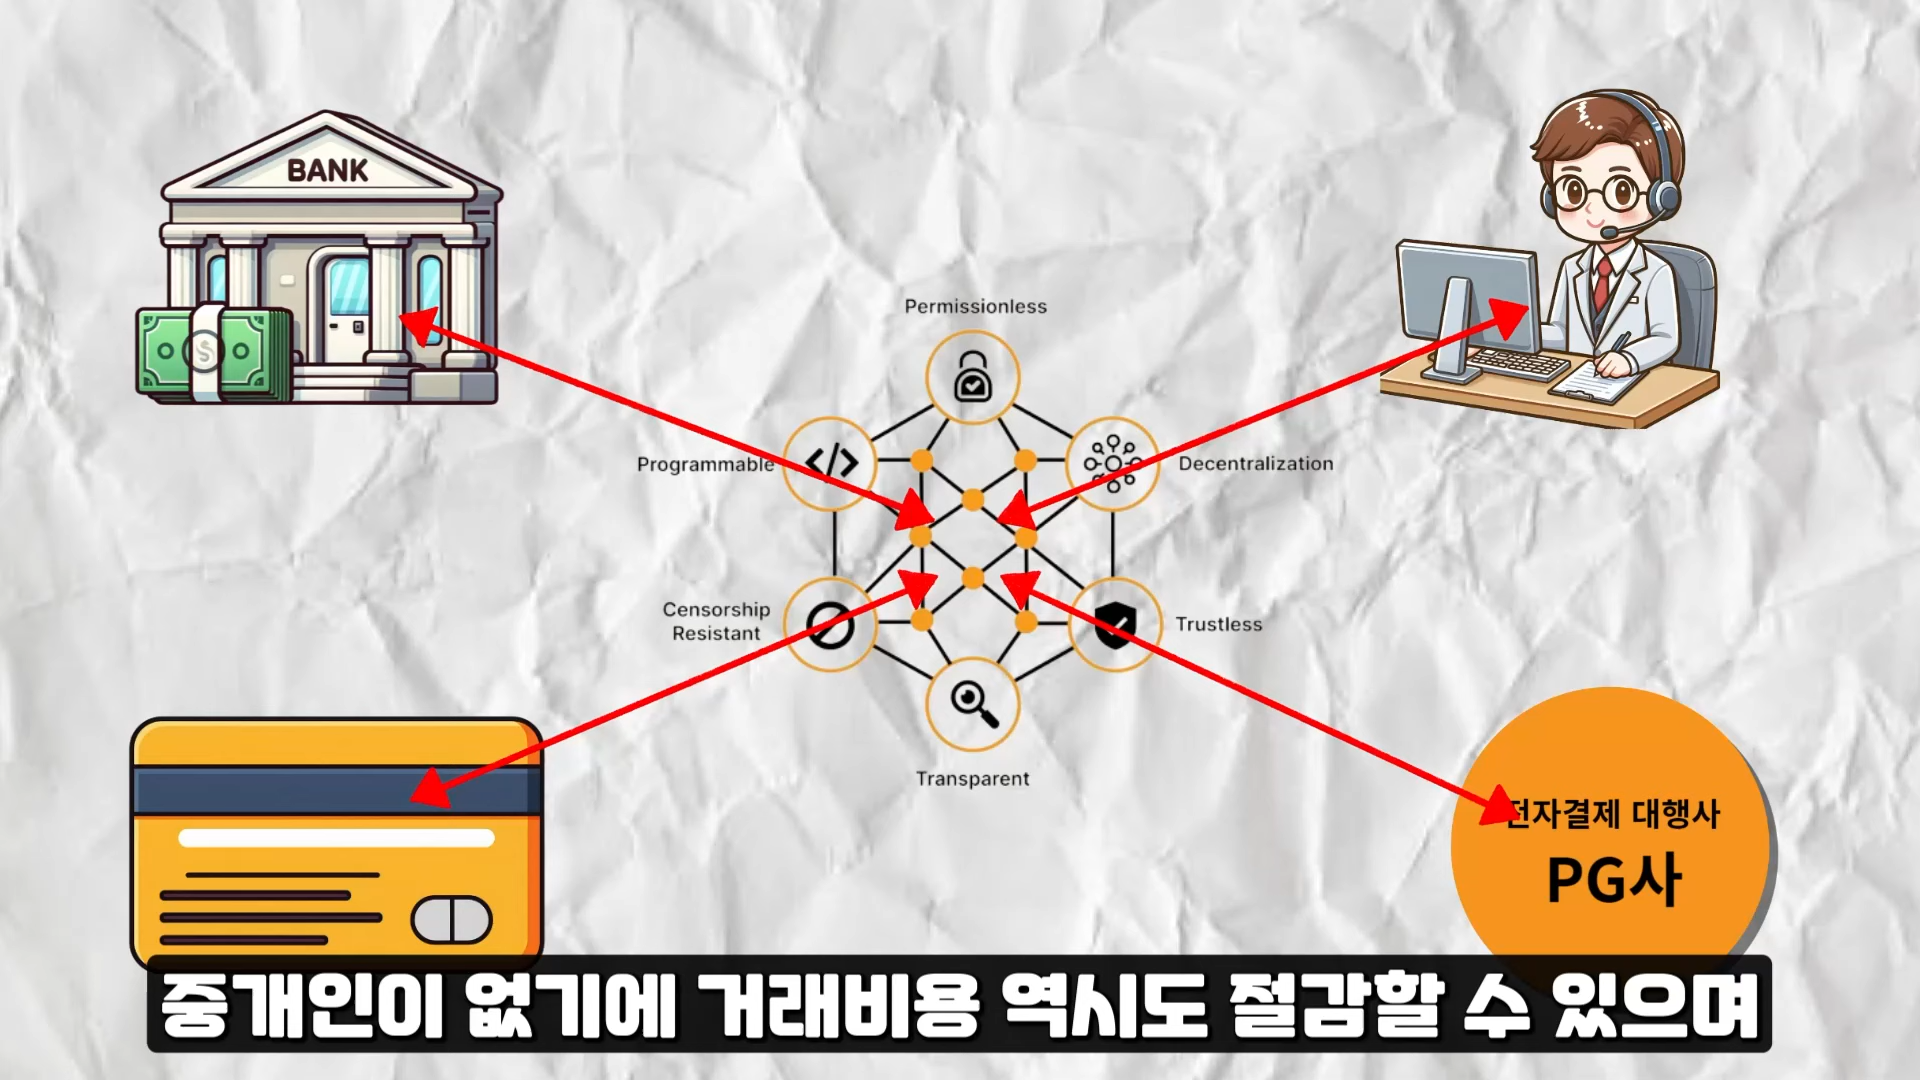 BANK
Permissionless
Programmable
Decentralization
Censorship
Resistant
Trustless
Transparent
전자결제 대행사
PG사
중개인이 없기에 거래비용 역시도 절감할 수 있으며